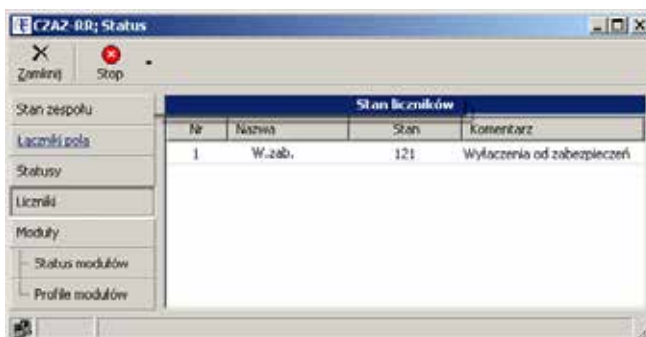 CZAZ-RR; Status
Zamknij Stop
Stan zespołu
Łączniki pola
Statusy
Liczniki
Moduły
Status modułów
Profile modułów
Stan liczników
Nr Nazwa Stan Komentarz
1 W.zab. 121 Wyłaczenia od zabezpieczeń